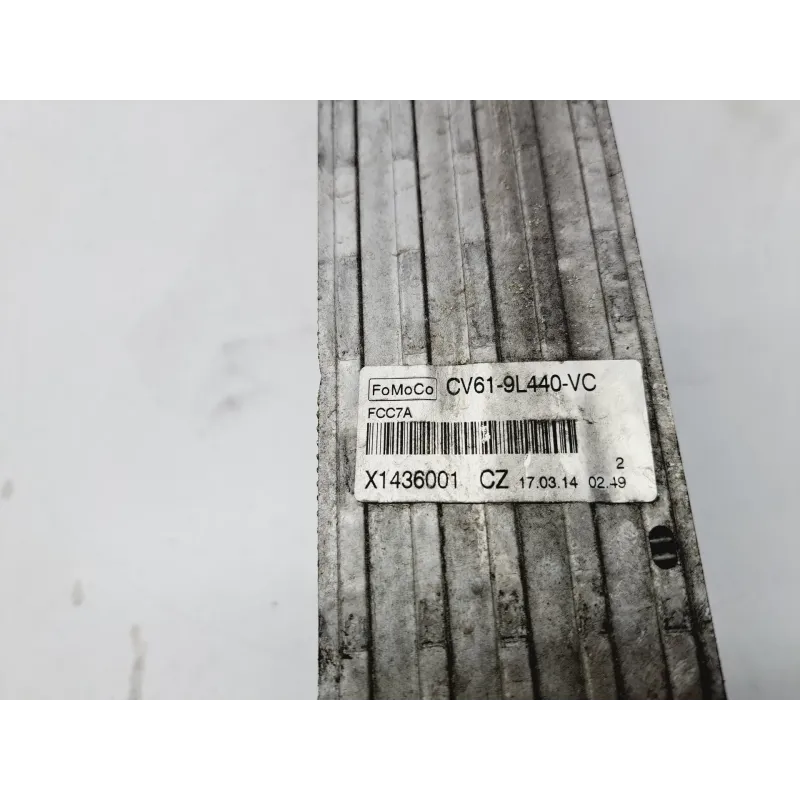 FoMoCo CV61-9L440-VC
FCC7A
2
X1436001 CZ 17.03.14 02:49